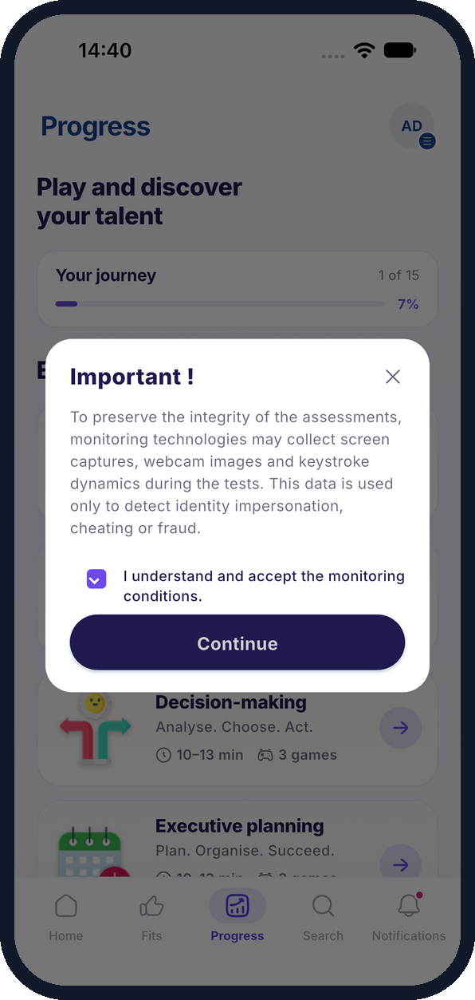 14:40
Progress
AD
Play and discover
your talent
Your journey
1 of 15
7%
Important !
To preserve the integrity of the assessments,
monitoring technologies may collect screen
captures, webcam images and keystroke
dynamics during the tests. This data is used
only to detect identity impersonation,
cheating or fraud.
I understand and accept the monitoring
conditions.
Continue
Decision-making
Analyse. Choose. Act.
10–13 min
3 games
Executive planning
Plan. Organise. Succeed.
Home
Fits
Progress
Search
Notifications